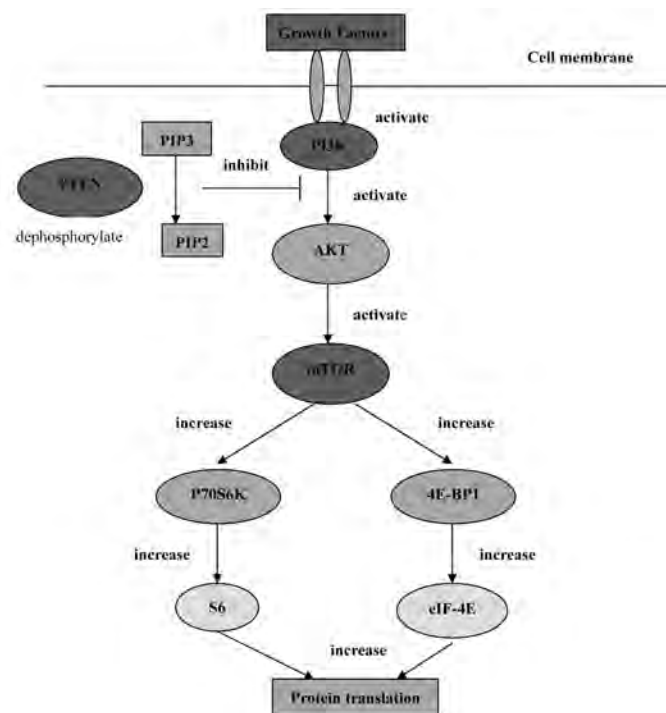 Growth Factors
Cell membrane
activate
PI3k
PIP3
inhibit
PTEN
activate
dephosphorylate
PIP2
AKT
activate
mTOR
increase
increase
P70S6K
4E-BP1
increase
increase
S6
eIF-4E
increase
Protein translation